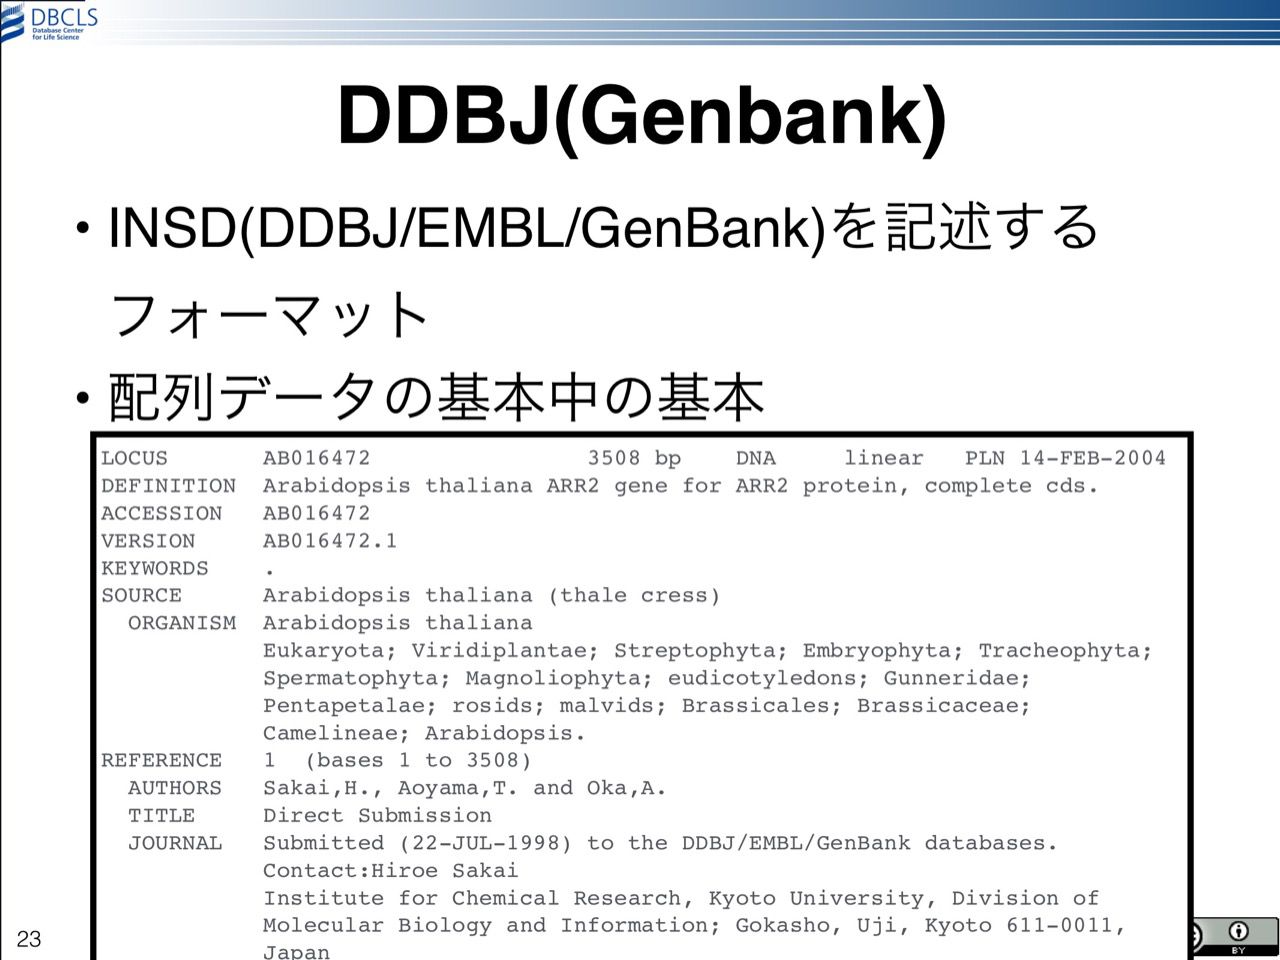 DBCLS
Database Center
for Life Science
DDBJ(Genbank)
• INSD(DDBJ/EMBL/GenBank)を記述する
フォーマット
• 配列データの基本中の基本
LOCUS       AB016472                3508 bp    DNA     linear   PLN 14-FEB-2004
DEFINITION  Arabidopsis thaliana ARR2 gene for ARR2 protein, complete cds.
ACCESSION   AB016472
VERSION     AB016472.1
KEYWORDS    .
SOURCE      Arabidopsis thaliana (thale cress)
  ORGANISM  Arabidopsis thaliana
            Eukaryota; Viridiplantae; Streptophyta; Embryophyta; Tracheophyta;
            Spermatophyta; Magnoliophyta; eudicotyledons; Gunneridae;
            Pentapetalae; rosids; malvids; Brassicales; Brassicaceae;
            Camelineae; Arabidopsis.
REFERENCE   1  (bases 1 to 3508)
  AUTHORS   Sakai,H., Aoyama,T. and Oka,A.
  TITLE     Direct Submission
  JOURNAL   Submitted (22-JUL-1998) to the DDBJ/EMBL/GenBank databases.
            Contact:Hiroe Sakai
            Institute for Chemical Research, Kyoto University, Division of
            Molecular Biology and Information; Gokasho, Uji, Kyoto 611-0011,
            Japan
23
BY